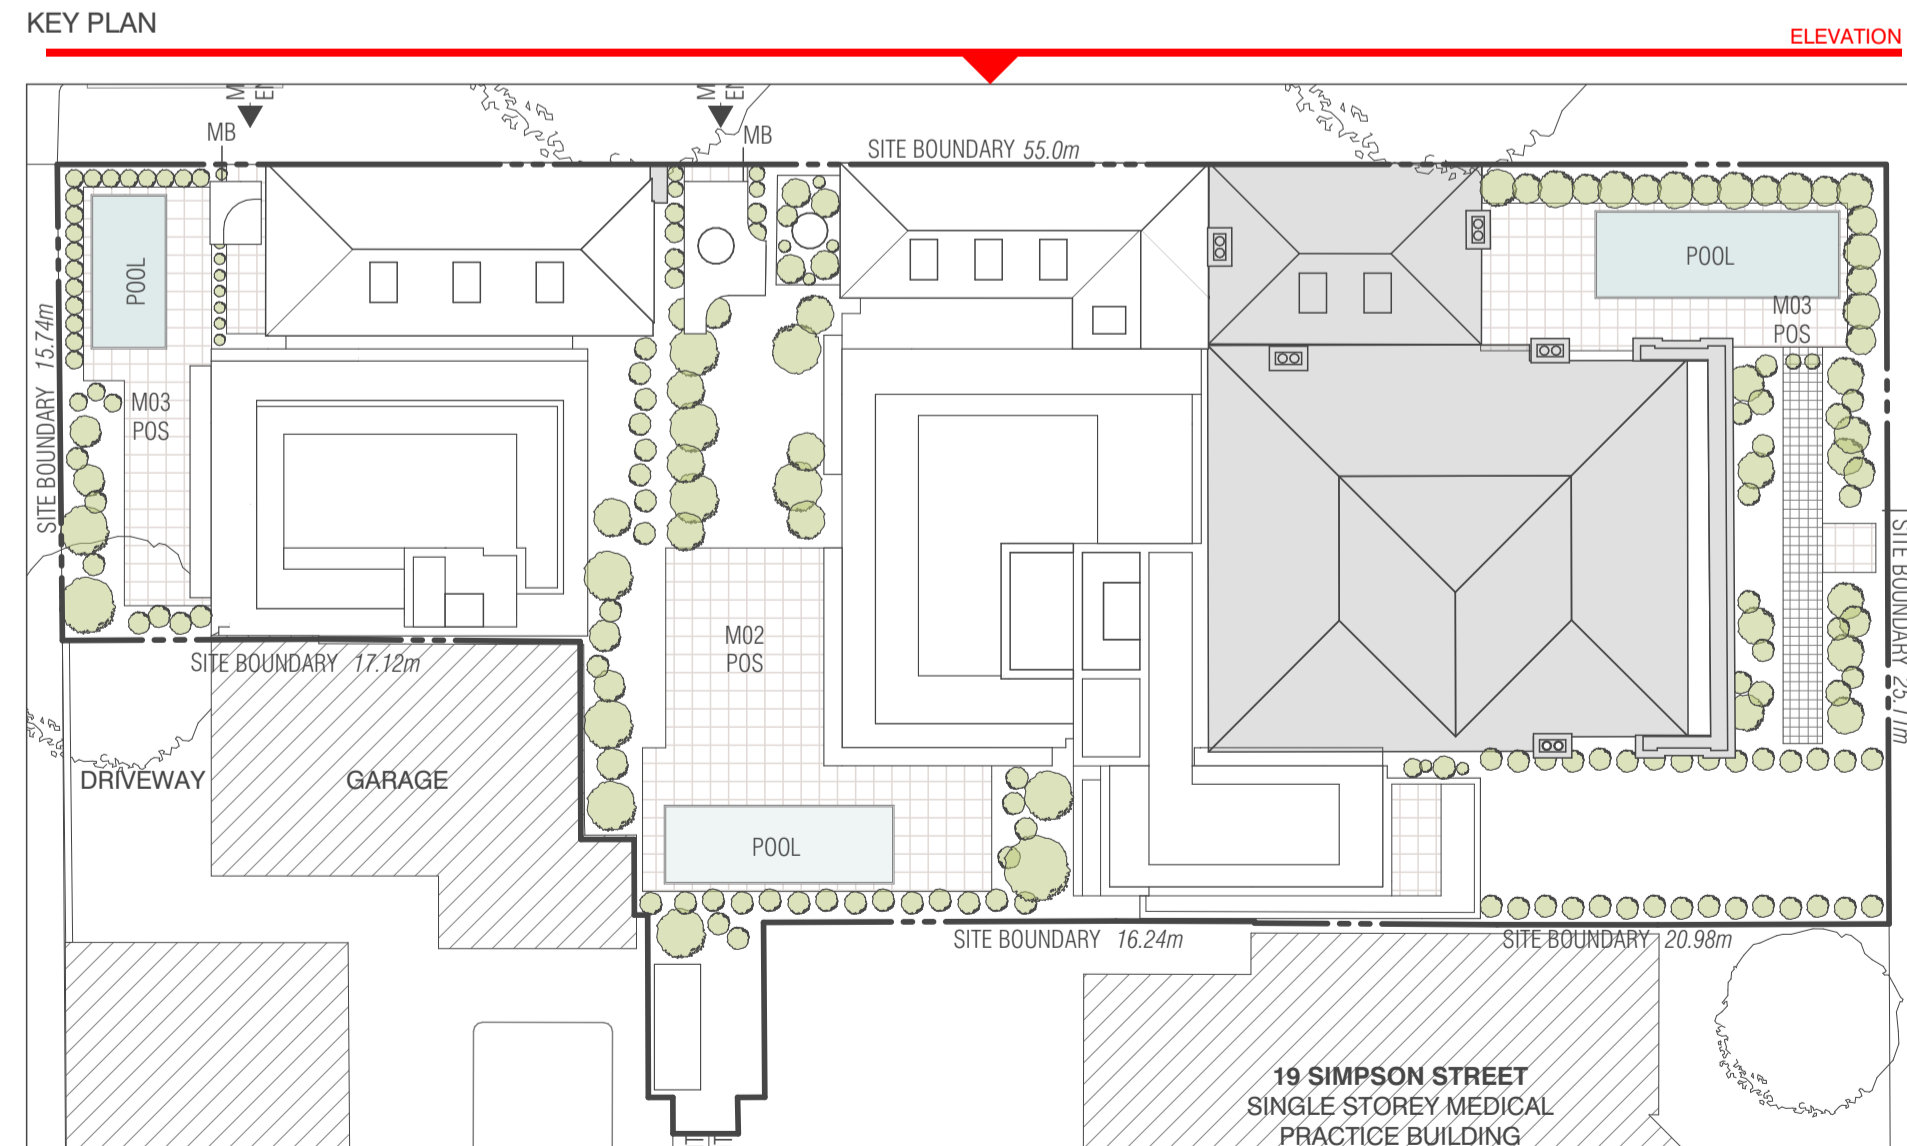 KEY PLAN
ELEVATION
MB
MB
SITE BOUNDARY 55.0m
POOL
POOL
M03
POS
SITE BOUNDARY 15.74m
M03
POS
SITE BOUNDARY 25.11m
M02
POS
SITE BOUNDARY 17.12m
DRIVEWAY
GARAGE
POOL
SITE BOUNDARY 16.24m
SITE BOUNDARY 20.98m
19 SIMPSON STREET
SINGLE STOREY MEDICAL
PRACTICE BUILDING